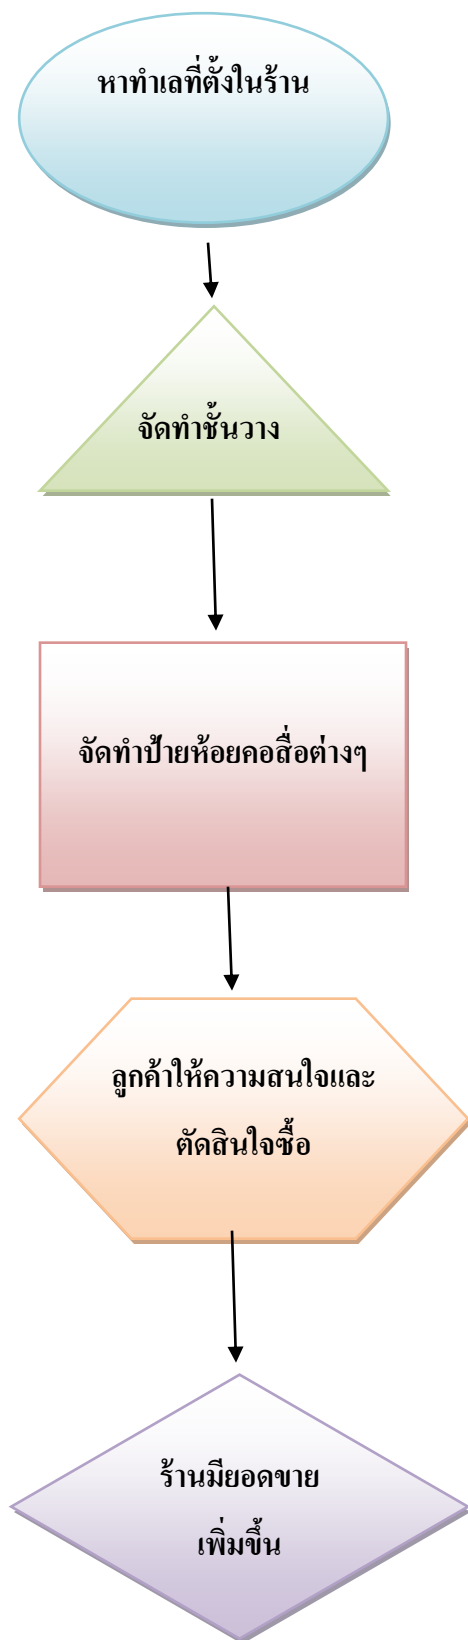 หาทำเลที่ตั้งในร้าน
จัดทำชั้นวาง
จัดทำป้ายห้อยคอสื่อต่างๆ
ลูกค้าให้ความสนใจและ
ตัดสินใจซื้อ
ร้านมียอดขาย
เพิ่มขึ้น